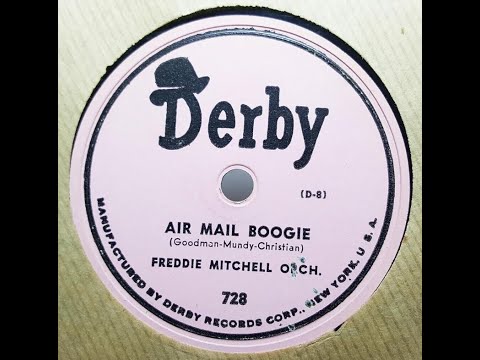 Derby
(D-8)
AIR MAIL BOOGIE
(Goodman-Mundy-Christian)
FREDDIE MITCHELL ORCH.
728
MANUFACTURED BY DERBY RECORDS CORP., NEW YORK, U. S. A.